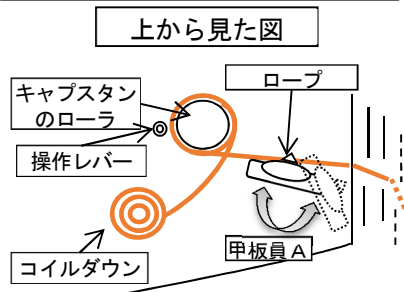 上から見た図
キャプスタン
のローラ
ロープ
操作レバー
甲板員A
コイルダウン